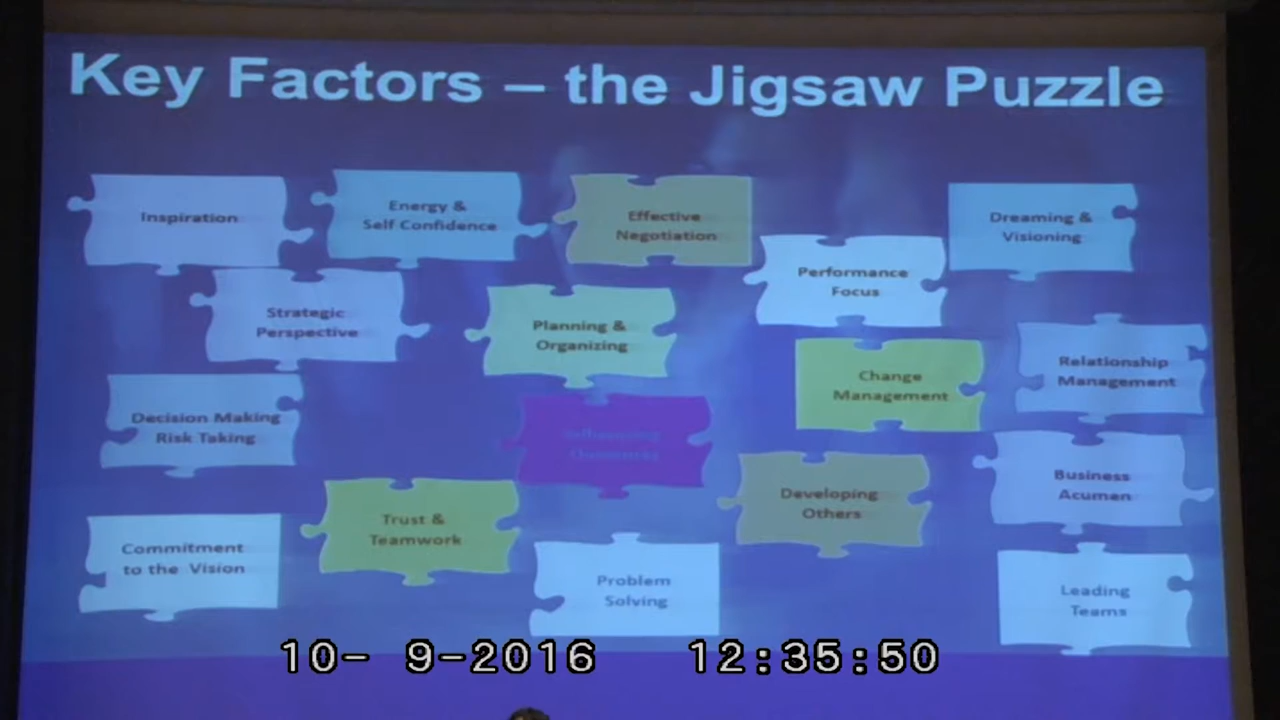 Key Factors – the Jigsaw Puzzle
Inspiration
Energy &
Self Confidence
Effective
Negotiation
Dreaming &
Visioning
Performance
Focus
Strategic
Perspective
Planning &
Organizing
Change
Management
Relationship
Management
Decision Making
Risk Taking
Influencing
Outcomes
Business
Acumen
Developing
Others
Trust &
Teamwork
Commitment
to the Vision
Problem
Solving
Leading
Teams
10- 9-2016 12:35:50